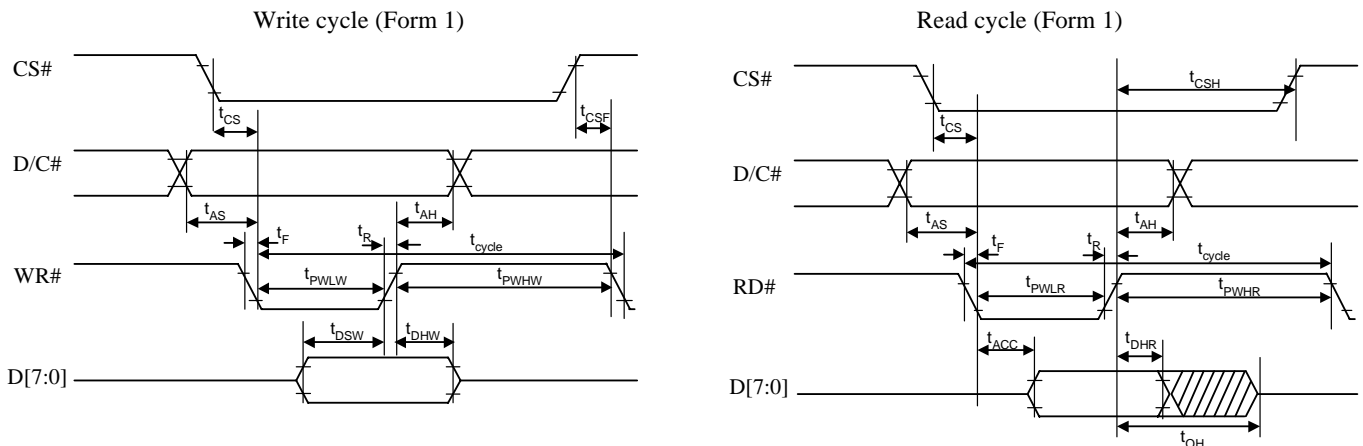 Write cycle (Form 1)
CS#
tCS
tCSF
D/C#
tAS
tAH
tF
tR
tcycle
WR#
tPWLW
tPWHW
tDSW
tDHW
D[7:0]
Read cycle (Form 1)
CS#
tCSH
tCS
D/C#
tAS
tAH
tF
tR
tcycle
RD#
tPWLR
tPWHR
tACC
tDHR
D[7:0]
tOH